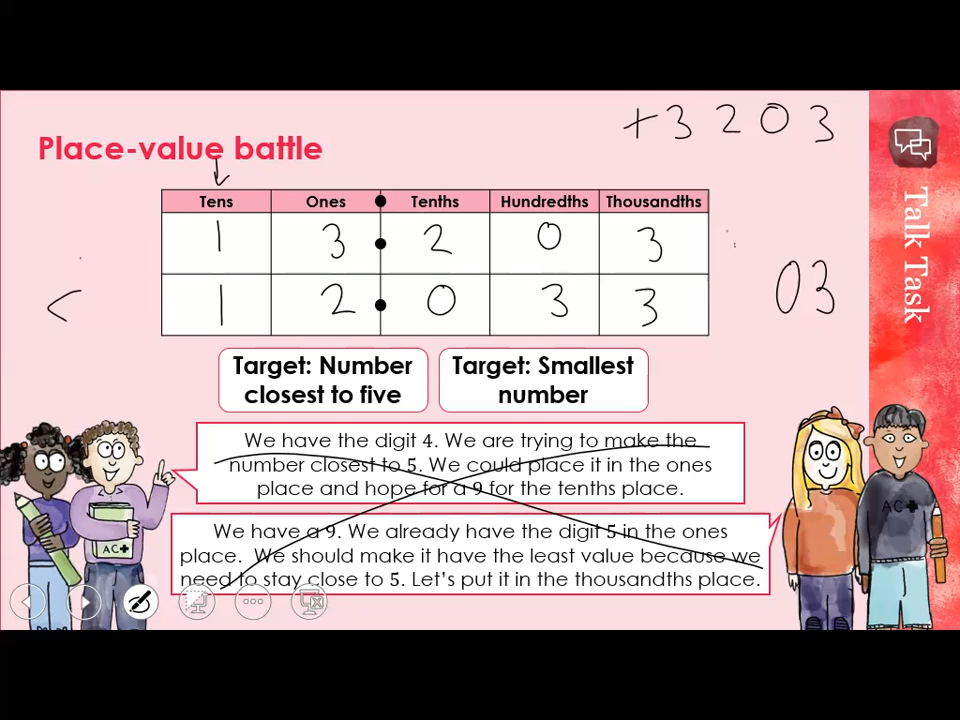 +3 2 0 3
Place-value battle
Tens Ones Tenths Hundredths Thousandths
1 3 2 0 3
1 2 0 3 3
03
<
Target: Number
closest to five
Target: Smallest
number
We have the digit 4. We are trying to make the
number closest to 5. We could place it in the ones
place and hope for a 9 for the tenths place.
We have a 9. We already have the digit 5 in the ones
place. We should make it have the least value because we
need to stay close to 5. Let's put it in the thousandths place.
AC+
AC+
Talk Task